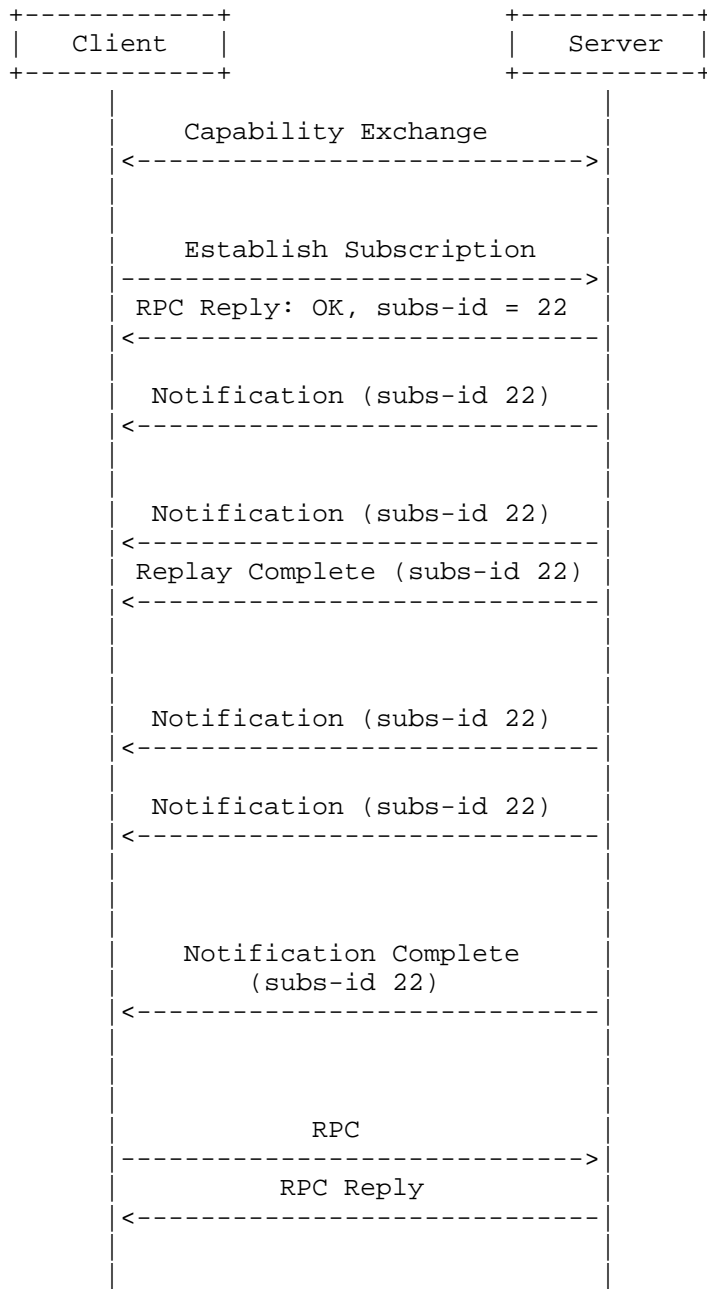 Client Server
Capability Exchange
Establish Subscription
RPC Reply: OK, subs-id = 22
Notification (subs-id 22)
Notification (subs-id 22)
Replay Complete (subs-id 22)
Notification (subs-id 22)
Notification (subs-id 22)
Notification Complete
(subs-id 22)
RPC
RPC Reply